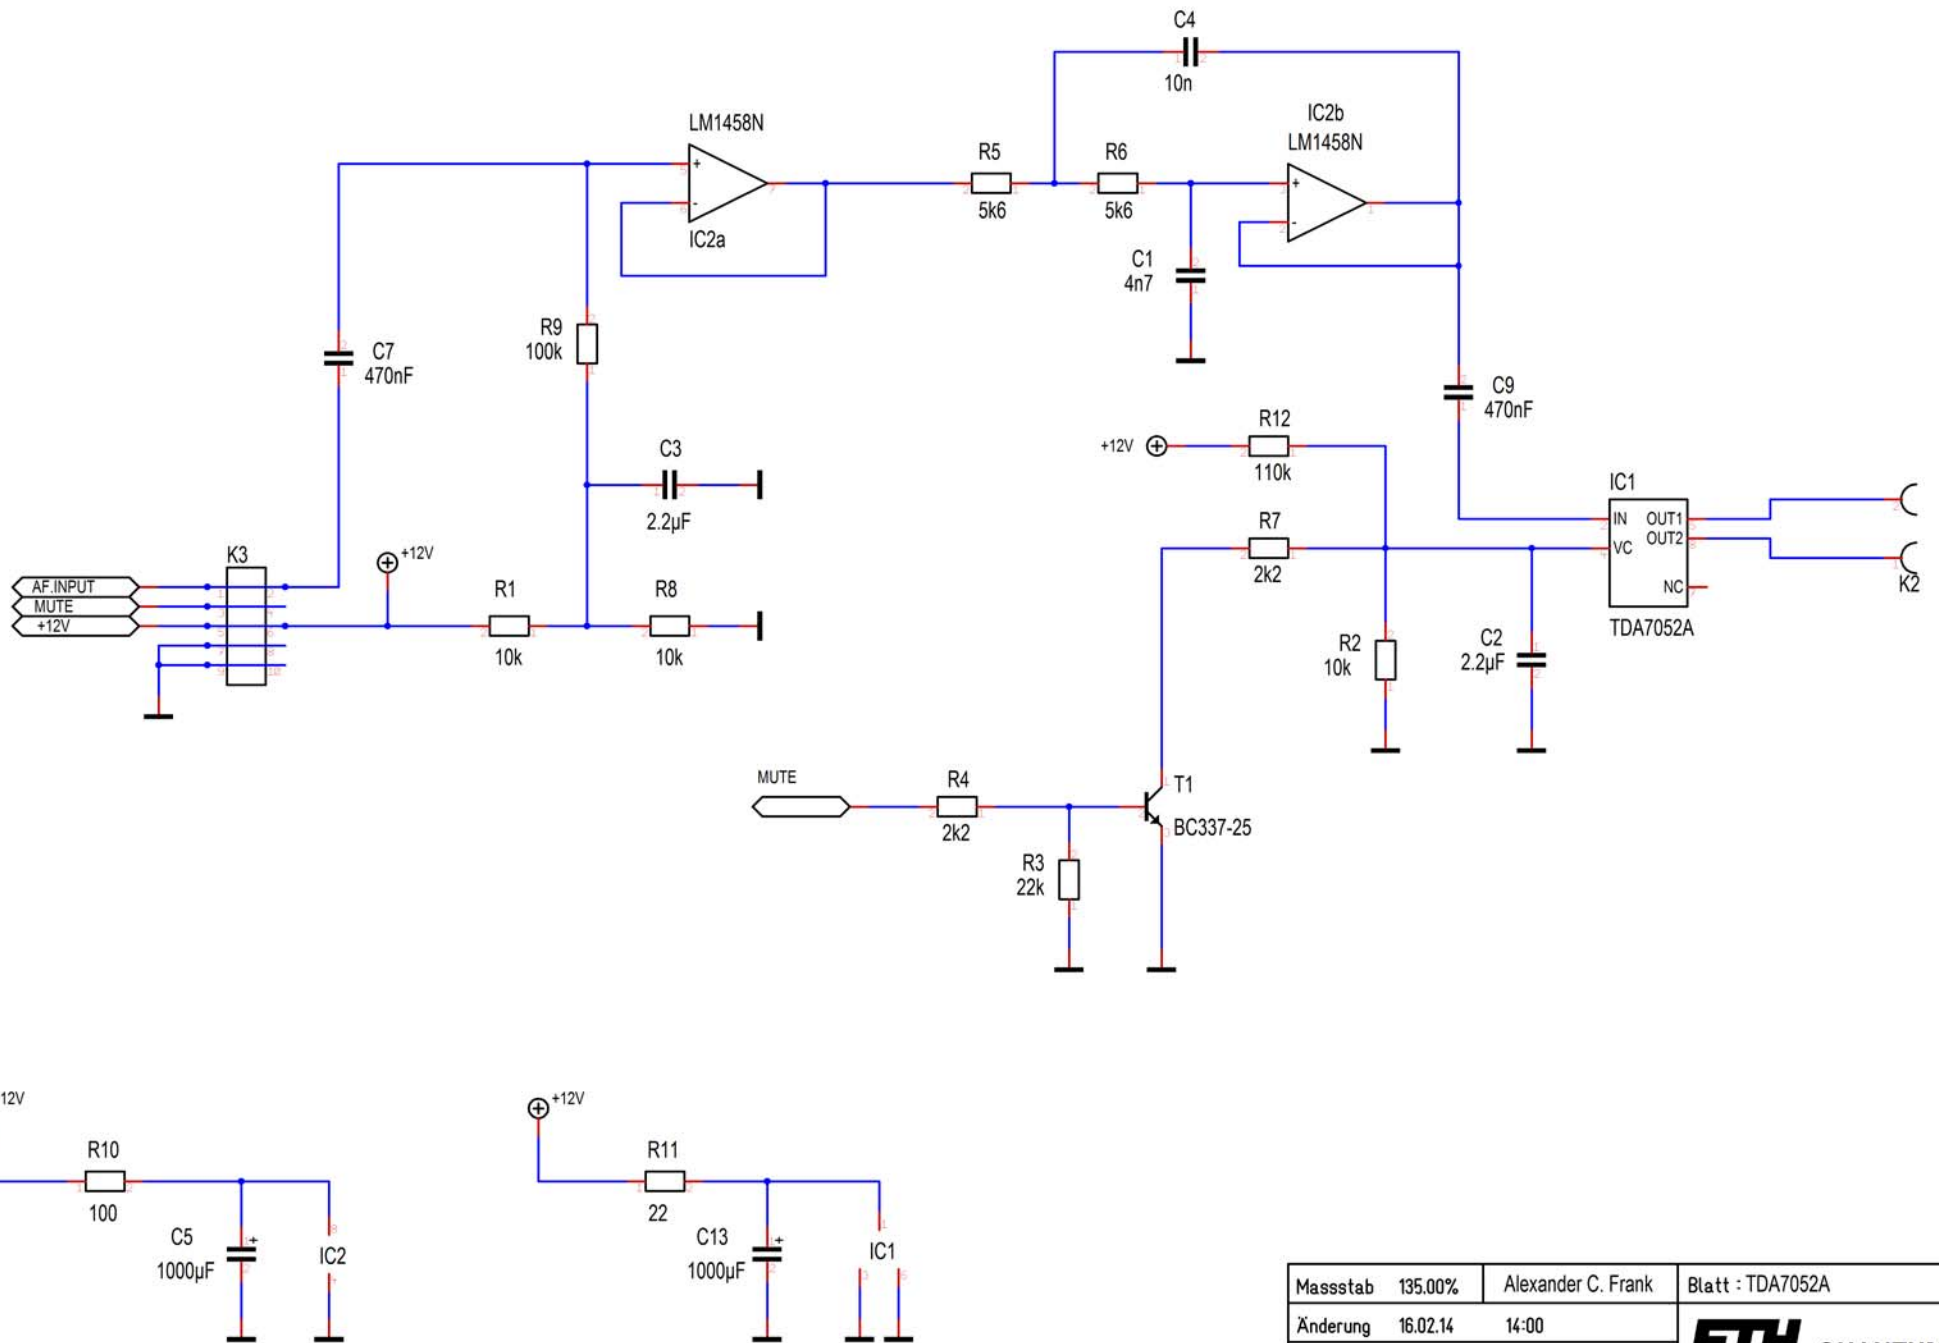 C4
10n
IC2b
LM1458N
LM1458N
+
-
IC2a
R5
5k6
R6
5k6
+
-
C1
4n7
R9
100k
C7
470nF
C9
470nF
R12
+12V
110k
C3
2.2µF
IC1
IN OUT1
VC OUT2
NC
TDA7052A
K2
R7
2k2
K3
+12V
AF.INPUT
MUTE
+12V
R1
10k
R8
10k
R2
10k
C2
2.2µF
MUTE
R4
2k2
T1
BC337-25
R3
22k
12V
R10
100
C5
1000µF
+
IC2
+12V
R11
22
C13
1000µF
+
IC1
Massstab 135.00% Alexander C. Frank Blatt : TDA7052A
Änderung 16.02.14 14:00
ETH